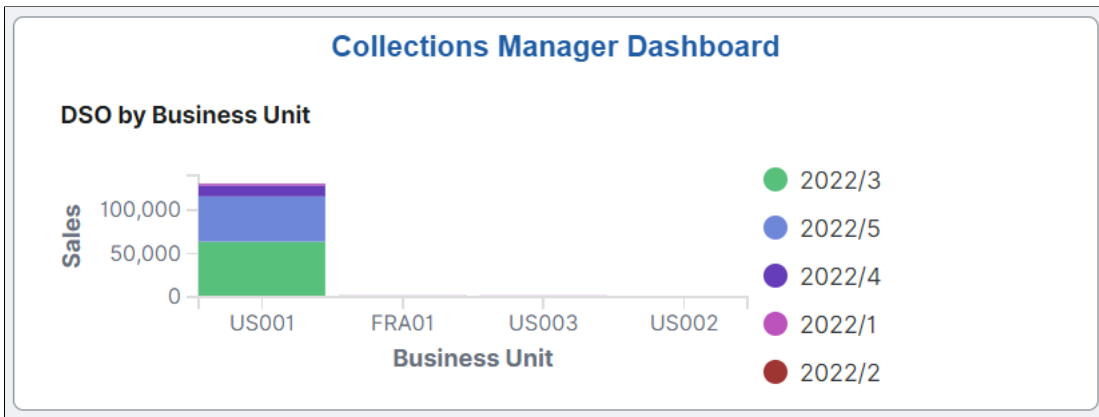 Collections Manager Dashboard
DSO by Business Unit
Sales
100,000
50,000
0
US001 FRA01 US003 US002
Business Unit
2022/3
2022/5
2022/4
2022/1
2022/2